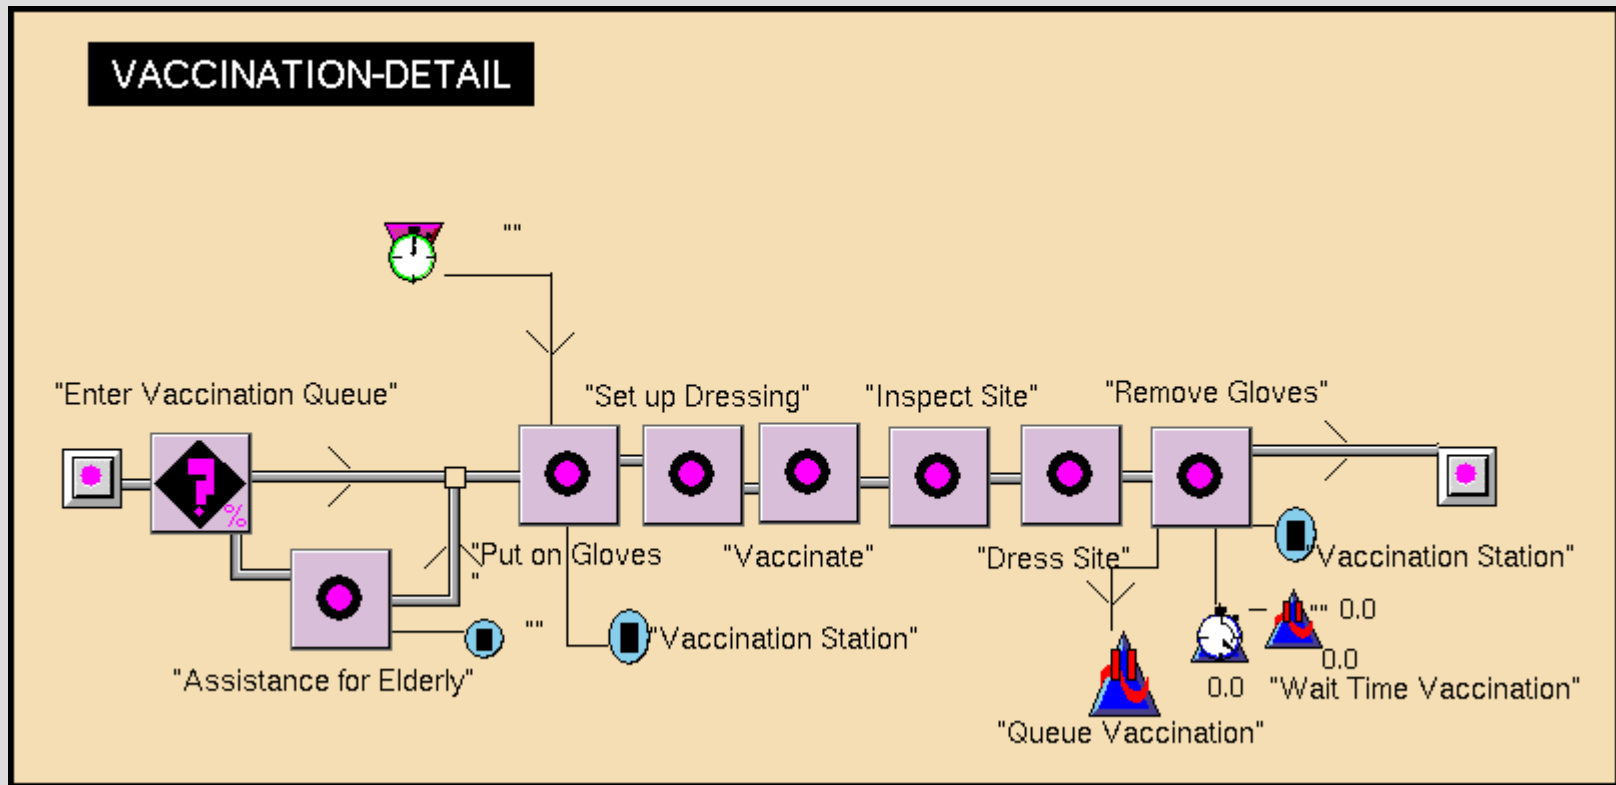 VACCINATION-DETAIL
""
"Enter Vaccination Queue"
"Set up Dressing"
"Inspect Site"
"Remove Gloves"
%
"Put on Gloves
"
"Vaccinate"
"Dress Site"
"Vaccination Station"
""
"Vaccination Station"
"" 0.0
0.0
"Assistance for Elderly"
0.0
"Wait Time Vaccination"
"Queue Vaccination"